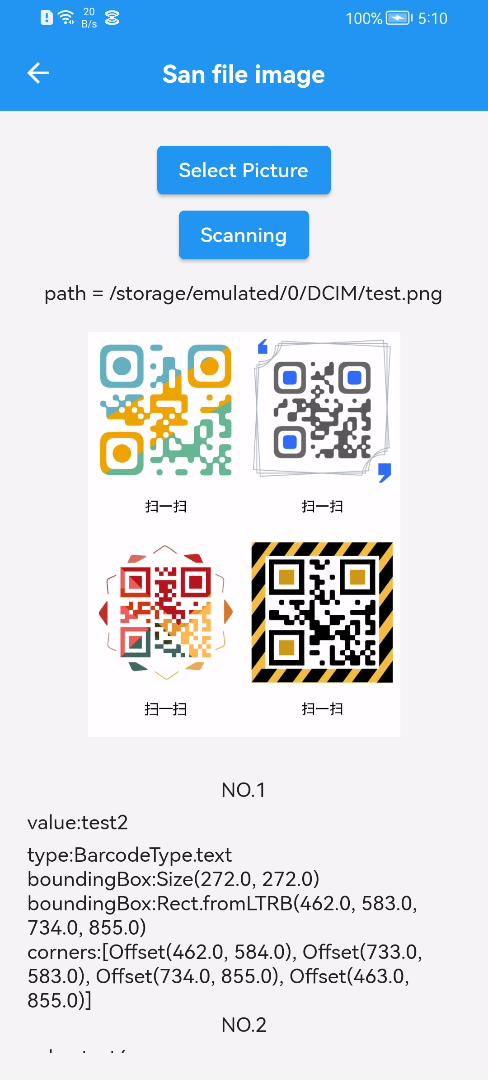 20
B/s
100%
5:10
San file image
Select Picture
Scanning
path = /storage/emulated/0/DCIM/test.png
扫一扫
扫一扫
扫一扫
扫一扫
NO.1
value:test2
type:BarcodeType.text
boundingBox:Size(272.0, 272.0)
boundingBox:Rect.fromLTRB(462.0, 583.0,
734.0, 855.0)
corners:[Offset(462.0, 584.0), Offset(733.0,
583.0), Offset(734.0, 855.0), Offset(463.0,
855.0)]
NO.2